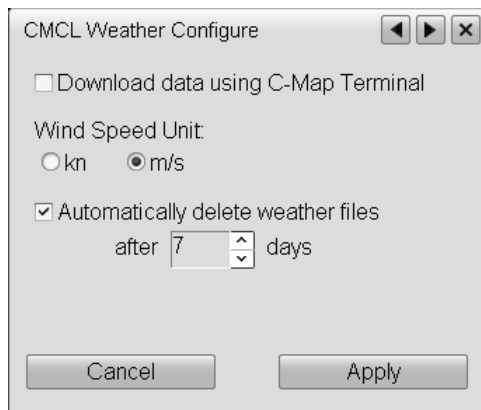 CMCL Weather Configure
Download data using C-Map Terminal
Wind Speed Unit:
kn m/s
Automatically delete weather files
after 7 days
Cancel Apply